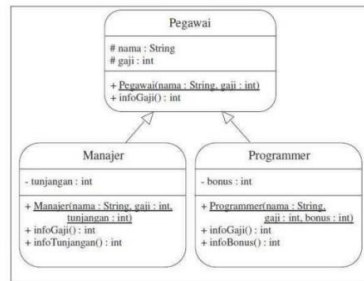 Pegawai
# nama : String
# gaji : int
+ Pegawai(nama : String, gaji : int)
+ infoGaji() : int
Manajer
- tunjangan : int
+ Manajer(nama : String, gaji : int,
tunjangan : int)
+ infoGaji() : int
+ infoTunjangan() : int
Programmer
- bonus : int
+ Programmer(nama : String,
gaji : int, bonus : int)
+ infoGaji() : int
+ infoBonus() : int